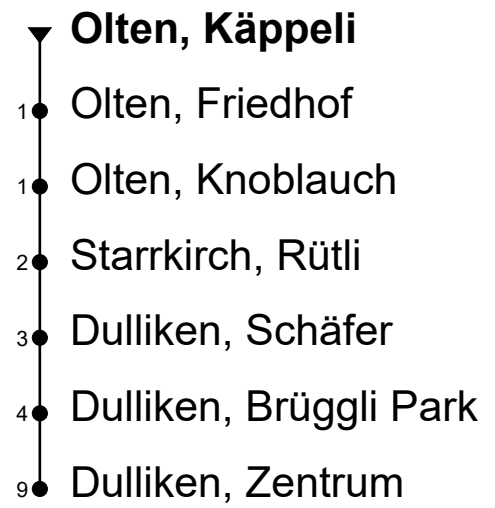 Olten, Käppeli
1 Olten, Friedhof
1 Olten, Knoblauch
2 Starrkirch, Rütli
3 Dulliken, Schäfer
4 Dulliken, Brüggli Park
9 Dulliken, Zentrum